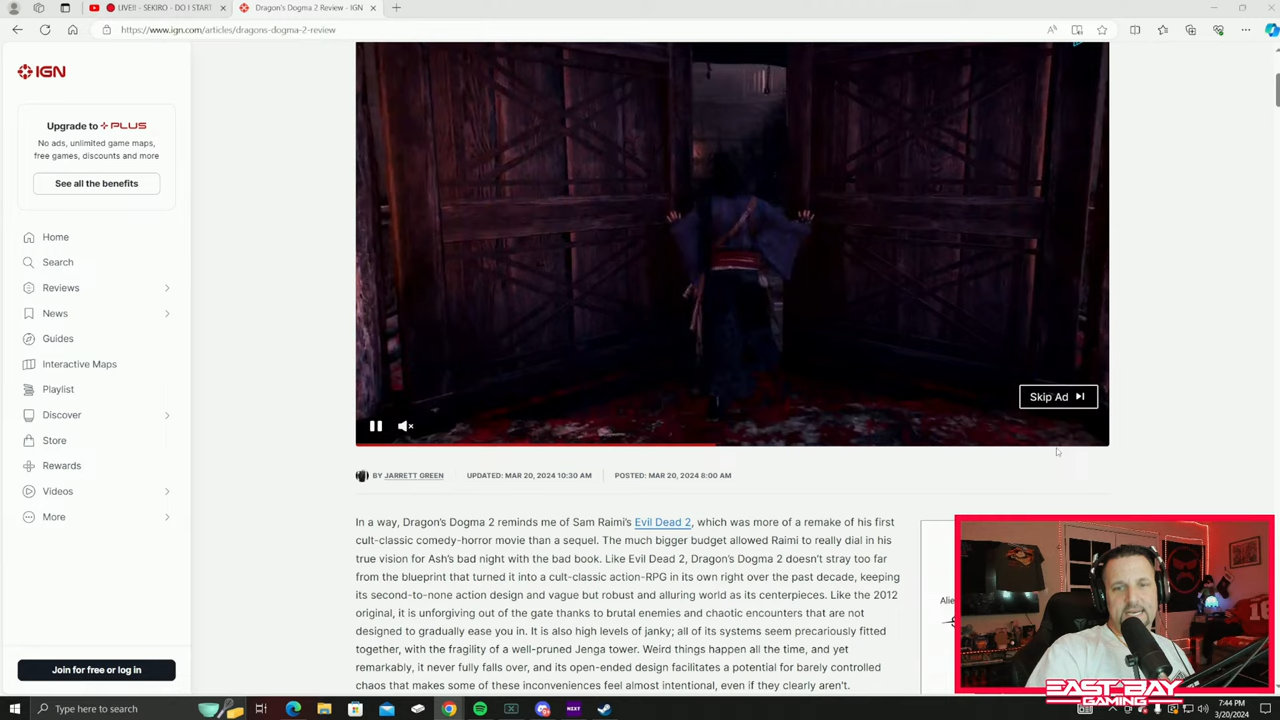 LIVE!! - SEKIRO - DO I START
Dragon's Dogma 2 Review - IGN
https://www.ign.com/articles/dragons-dogma-2-review
IGN
Upgrade to PLUS
No ads, unlimited game maps,
free games, discounts and more
See all the benefits
Home
Search
Reviews
News
Guides
Interactive Maps
Playlist
Discover
Store
Rewards
Videos
More
Join for free or log in
Skip Ad
BY JARRETT GREEN
UPDATED: MAR 20, 2024 10:30 AM
POSTED: MAR 20, 2024 8:00 AM
In a way, Dragon's Dogma 2 reminds me of Sam Raimi's Evil Dead 2, which was more of a remake of his first
cult-classic comedy-horror movie than a sequel. The much bigger budget allowed Raimi to really dial in his
true vision for Ash's bad night with the bad book. Like Evil Dead 2, Dragon's Dogma 2 doesn't stray too far
from the blueprint that turned it into a cult-classic action-RPG in its own right over the past decade, keeping
its second-to-none action design and vague but robust and alluring world as its centerpieces. Like the 2012
original, it is unforgiving out of the gate thanks to brutal enemies and chaotic encounters that are not
designed to gradually ease you in. It is also high levels of janky; all of its systems seem precariously fitted
together, with the fragility of a well-pruned Jenga tower. Weird things happen all the time, and yet
remarkably, it never fully falls over, and its open-ended design facilitates a potential for barely controlled
chaos that makes some of these inconveniences feel almost intentional, even if they clearly aren't.
Alie
EAST BAY
GAMING
Type here to search
NEXT
7:44 PM
3/20/2024